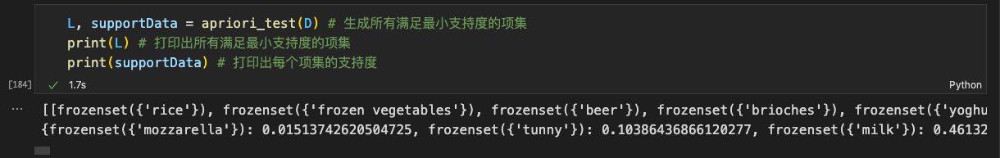 L, supportData = apriori_test(D) # 生成所有满足最小支持度的项集
print(L) # 打印出所有满足最小支持度的项集
print(supportData) # 打印出每个项集的支持度
[184]
1.7s
Python
...
[[frozenset({'rice'}), frozenset({'frozen vegetables'}), frozenset({'beer'}), frozenset({'brioches'}), frozenset({'yoghu
{frozenset({'mozzarella'}): 0.01513742620504725, frozenset({'tunny'}): 0.10386436866120277, frozenset({'milk'}): 0.46132